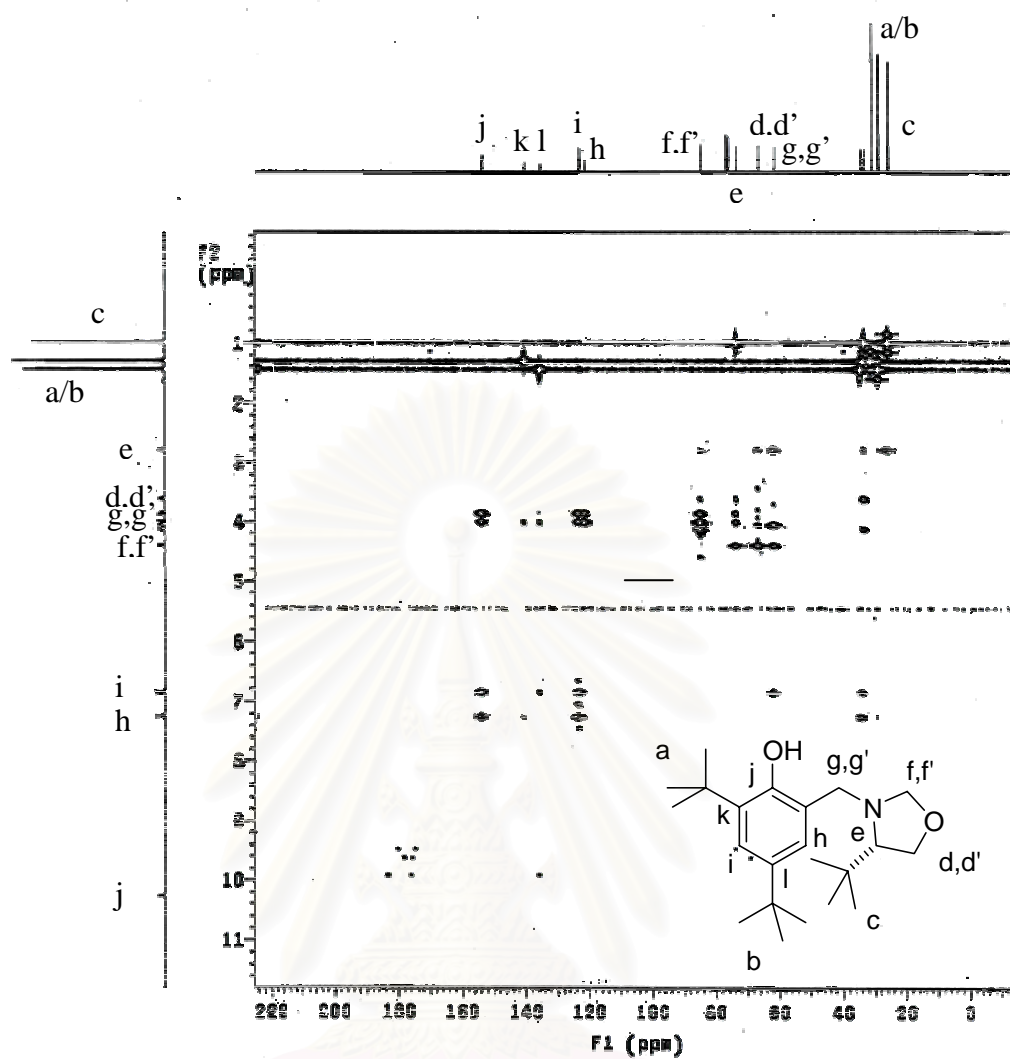 a/b
j
k l
i
h
f.f'
d.d'
g,g'
c
e
(ppm)
c
a/b
e
d.d'
g,g'
f.f'
i
h
j
1
2
3
4
5
6
7
8
9
10
11
a
OH
j
g,g'
f,f'
k
N
e
O
h
i
d,d'
l
c
b
220 200 180 160 140 120 100 80 60 40 20 0
F1 (ppm)